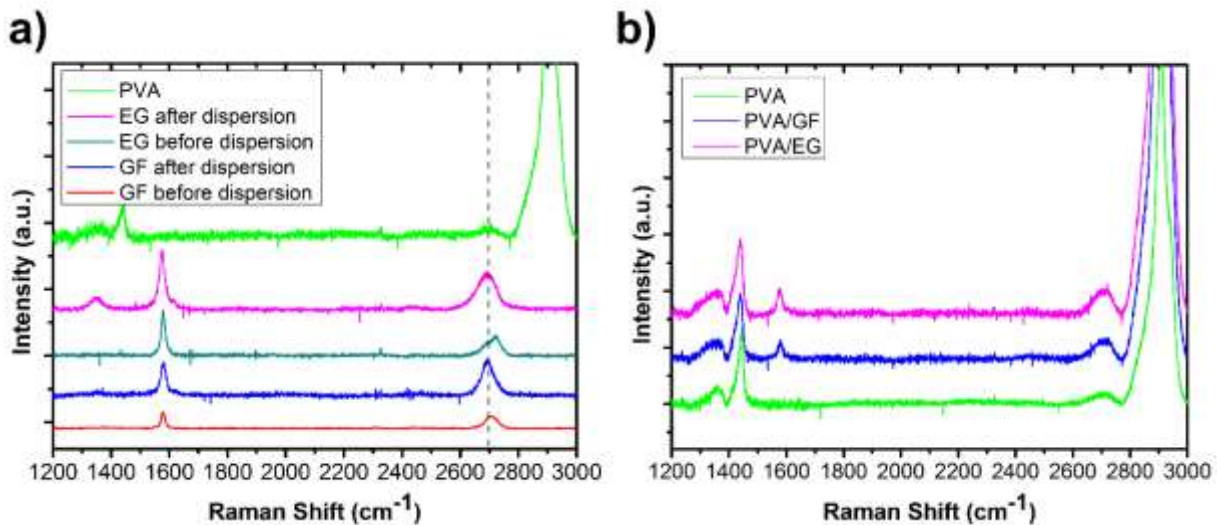 a)
PVA
EG after dispersion
EG before dispersion
GF after dispersion
GF before dispersion
Intensity (a.u.)
1200 1400 1600 1800 2000 2200 2400 2600 2800 3000
Raman Shift (cm-1)
b)
PVA
PVA/GF
PVA/EG
Intensity (a.u.)
1200 1400 1600 1800 2000 2200 2400 2600 2800 3000
Raman Shift (cm-1)